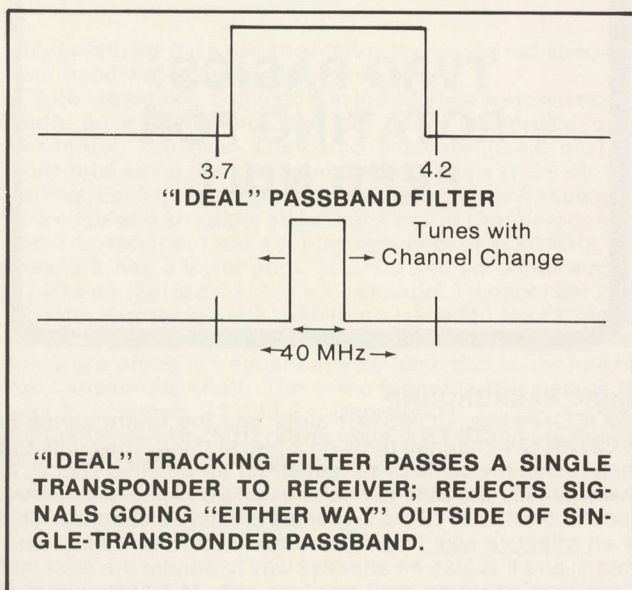 3.7 4.2
“IDEAL” PASSBAND FILTER
Tunes with
Channel Change
40 MHz
“IDEAL” TRACKING FILTER PASSES A SINGLE
TRANSPONDER TO RECEIVER; REJECTS SIG-
NALS GOING “EITHER WAY” OUTSIDE OF SIN-
GLE-TRANSPONDER PASSBAND.